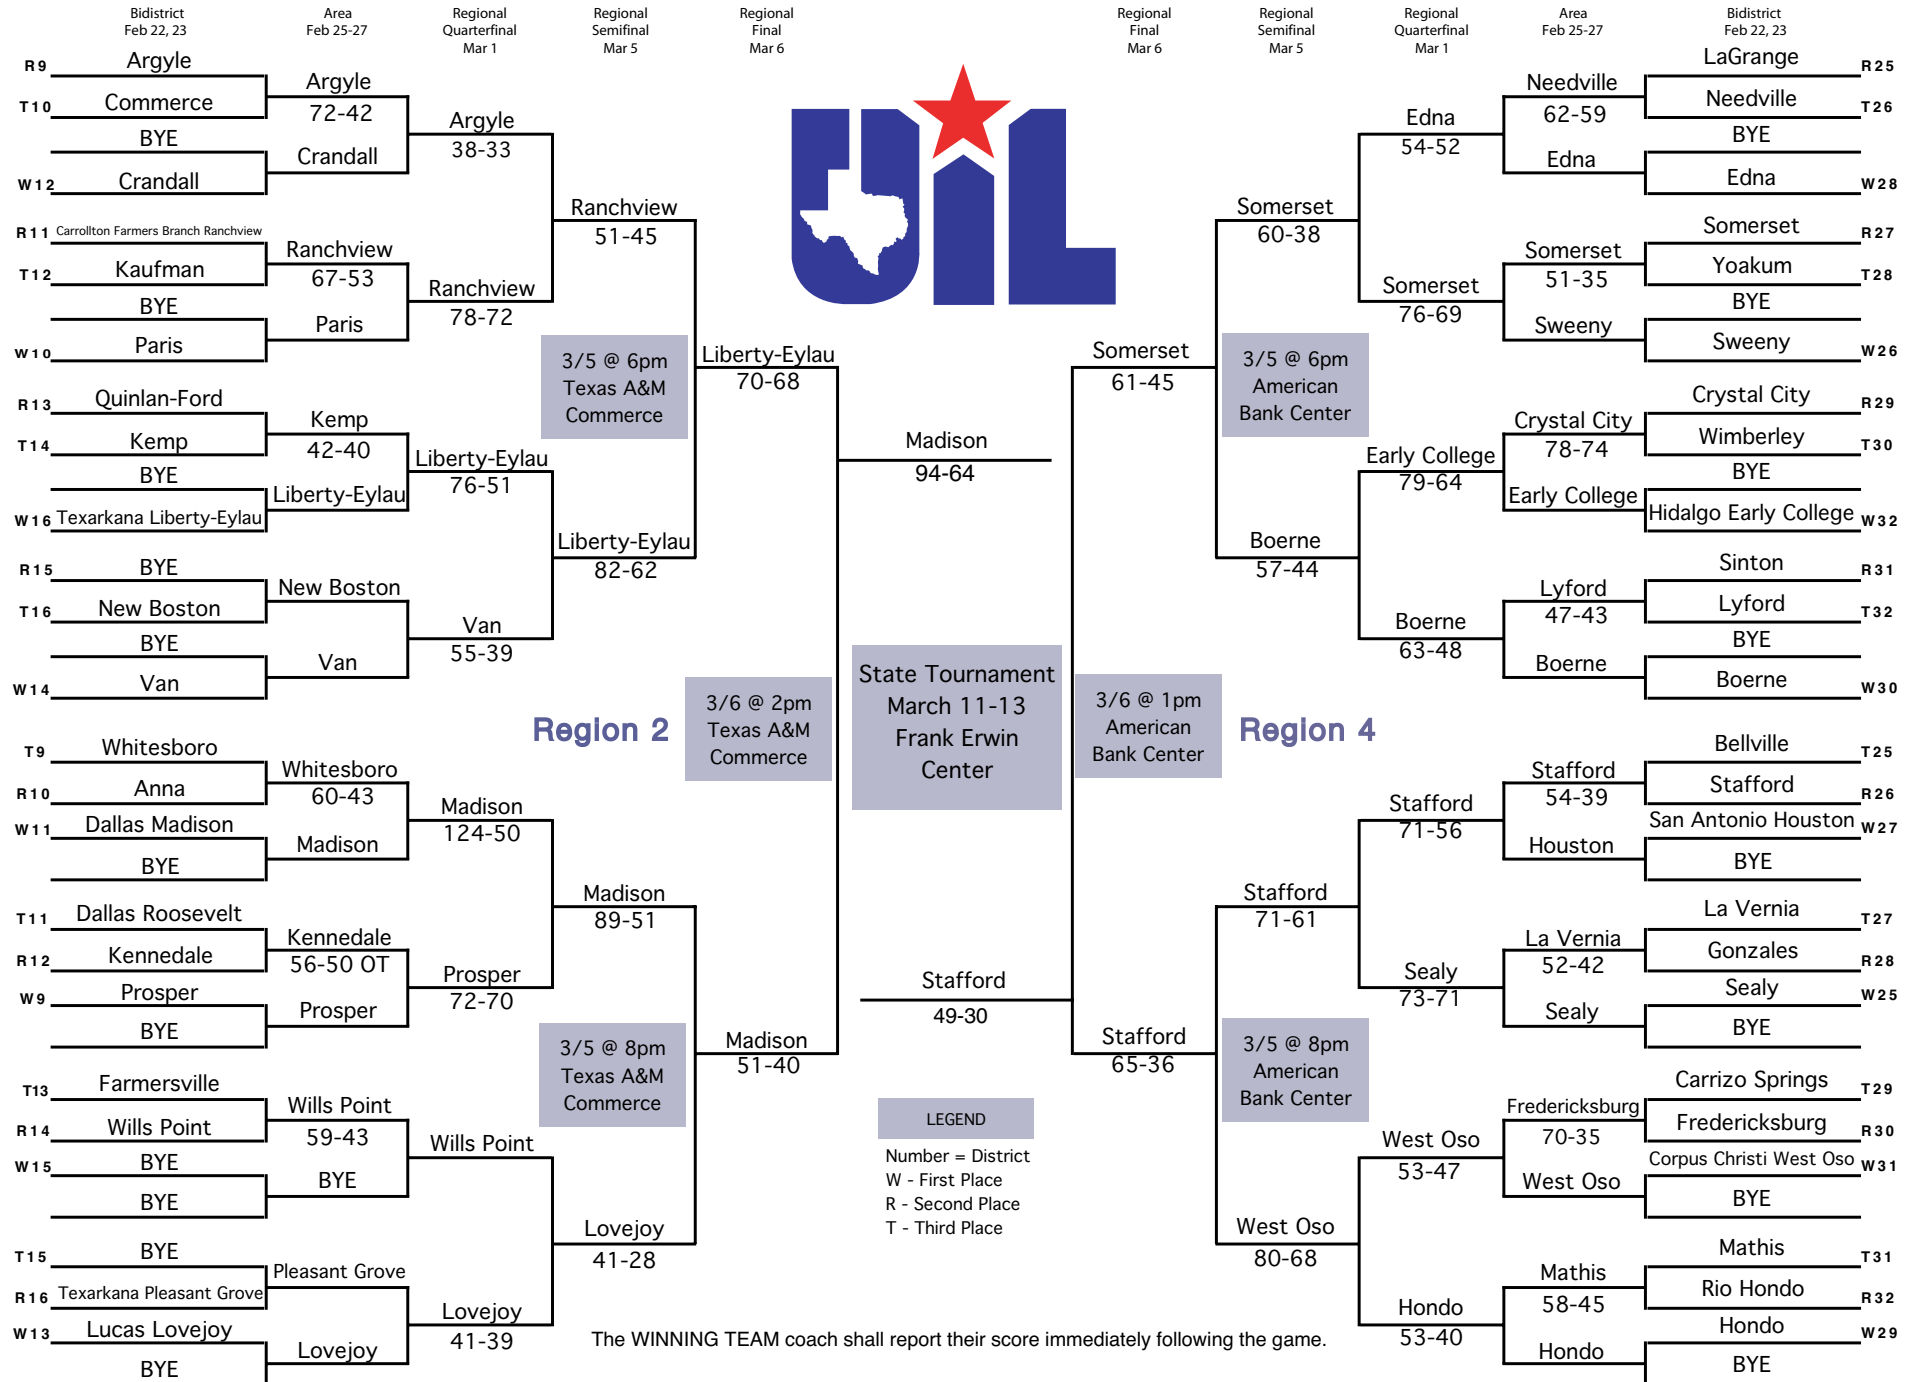 Bidistrict
Feb 22, 23
Area
Feb 25-27
Regional
Quarterfinal
Mar 1
Regional
Semifinal
Mar 5
Regional
Final
Mar 6
Regional
Final
Mar 6
Regional
Semifinal
Mar 5
Regional
Quarterfinal
Mar 1
Area
Feb 25-27
Bidistrict
Feb 22, 23
R9 Argyle
T10 Commerce
BYE
W12 Crandall
R11 Carrollton Farmers Branch Ranchview
T12 Kaufman
BYE
W10 Paris
R13 Quinlan-Ford
T14 Kemp
BYE
W16 Texarkana Liberty-Eylau
R15 BYE
T16 New Boston
BYE
W14 Van
T9 Whitesboro
R10 Anna
W11 Dallas Madison
BYE
T11 Dallas Roosevelt
R12 Kennedale
W9 Prosper
BYE
T13 Farmersville
R14 Wills Point
W15 BYE
BYE
T15 BYE
R16 Texarkana Pleasant Grove
W13 Lucas Lovejoy
BYE
Argyle
72-42
Crandall
Ranchview
67-53
Paris
Kemp
42-40
Liberty-Eylau
New Boston
Van
Whitesboro
60-43
Madison
Kennedale
56-50 OT
Prosper
Wills Point
59-43
BYE
Pleasant Grove
Lovejoy
Argyle
38-33
Ranchview
78-72
Liberty-Eylau
76-51
Van
55-39
Madison
124-50
Prosper
72-70
Wills Point
Lovejoy
41-39
Ranchview
51-45
3/5 @ 6pm
Texas A&M
Commerce
Liberty-Eylau
82-62
Region 2
Madison
89-51
3/5 @ 8pm
Texas A&M
Commerce
Lovejoy
41-28
Liberty-Eylau
70-68
3/6 @ 2pm
Texas A&M
Commerce
Madison
51-40
UIL
Madison
94-64
State Tournament
March 11-13
Frank Erwin
Center
Stafford
49-30
LEGEND
Number = District
W - First Place
R - Second Place
T - Third Place
Somerset
61-45
3/6 @ 1pm
American
Bank Center
Stafford
65-36
Somerset
60-38
3/5 @ 6pm
American
Bank Center
Boerne
57-44
Region 4
Stafford
71-61
3/5 @ 8pm
American
Bank Center
West Oso
80-68
Edna
54-52
Somerset
76-69
Early College
79-64
Boerne
63-48
Stafford
71-56
Sealy
73-71
West Oso
53-47
Hondo
53-40
Needville
62-59
Edna
Somerset
51-35
Sweeny
Crystal City
78-74
Early College
Lyford
47-43
Boerne
Stafford
54-39
Houston
La Vernia
52-42
Sealy
Fredericksburg
70-35
West Oso
Mathis
58-45
Hondo
LaGrange R25
Needville T26
BYE
Edna W28
Somerset R27
Yoakum T28
BYE
Sweeny W26
Crystal City R29
Wimberley T30
BYE
Hidalgo Early College W32
Sinton R31
Lyford T32
BYE
Boerne W30
Bellville T25
Stafford R26
San Antonio Houston W27
BYE
La Vernia T27
Gonzales R28
Sealy W25
BYE
Carrizo Springs T29
Fredericksburg R30
Corpus Christi West Oso W31
BYE
Mathis T31
Rio Hondo R32
Hondo W29
BYE
The WINNING TEAM coach shall report their score immediately following the game.